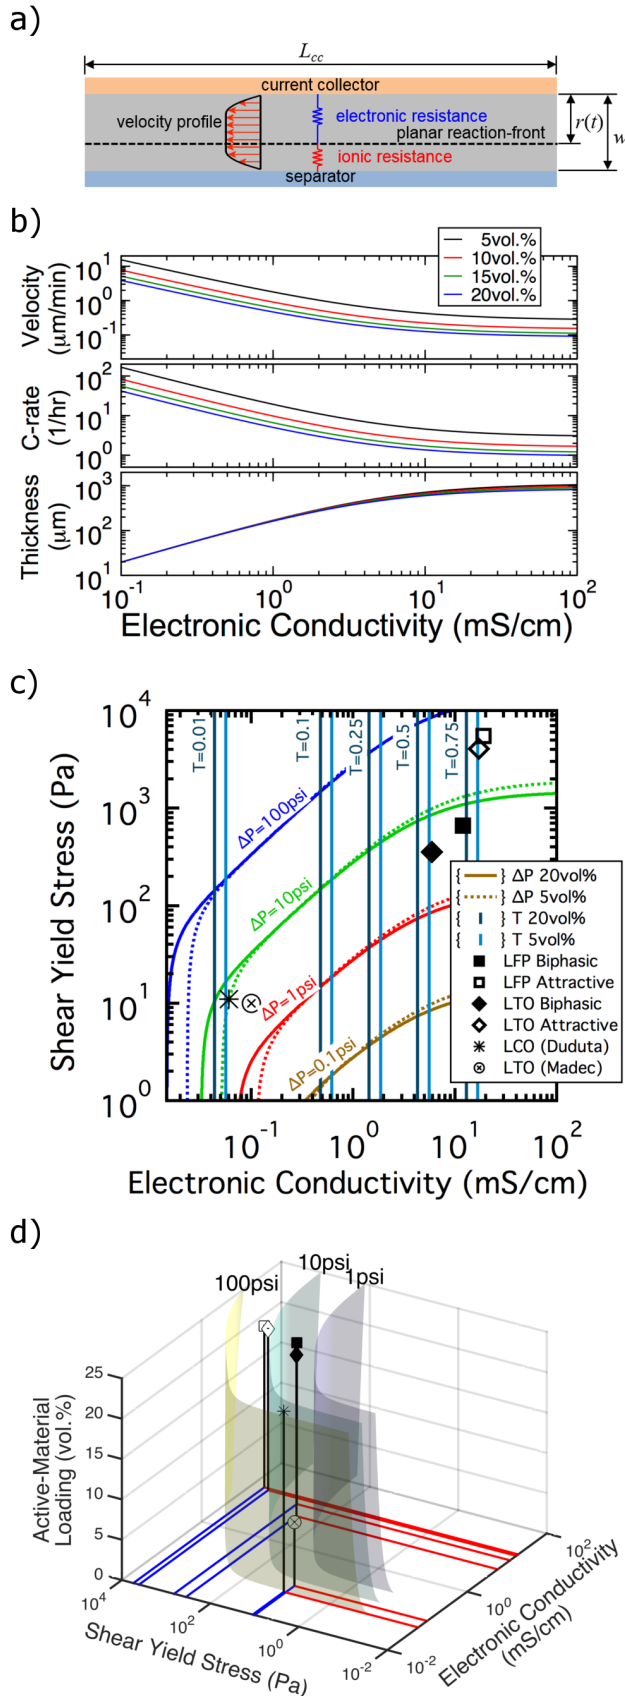 a)
L_cc
current collector
velocity profile
electronic resistance
planar reaction-front
ionic resistance
separator
r(t)
w
b)
5vol.%
10vol.%
15vol.%
20vol.%
Velocity
(μm/min)
10^1
10^0
10^-1
C-rate
(1/hr)
10^2
10^1
10^0
Thickness
(μm)
10^3
10^2
10^1
10^-1 10^0 10^1 10^2
Electronic Conductivity (mS/cm)
c)
Shear Yield Stress (Pa)
10^4
10^3
10^2
10^1
10^0
T=0.01
T=0.1
T=0.25
T=0.5
T=0.75
ΔP=100psi
ΔP=10psi
ΔP=1psi
ΔP=0.1psi
{ } ΔP 20vol%
{ } ΔP 5vol%
{ } T 20vol%
{ } T 5vol%
LFP Biphasic
LFP Attractive
LTO Biphasic
LTO Attractive
LCO (Duduta)
LTO (Madec)
10^-1 10^0 10^1 10^2
Electronic Conductivity (mS/cm)
d)
100psi
10psi
1psi
Active-Material
Loading (vol.%)
25
20
15
10
5
0
10^4
10^2
10^0
10^-2
Shear Yield Stress (Pa)
10^-2
10^0
10^2
Electronic Conductivity
(mS/cm)